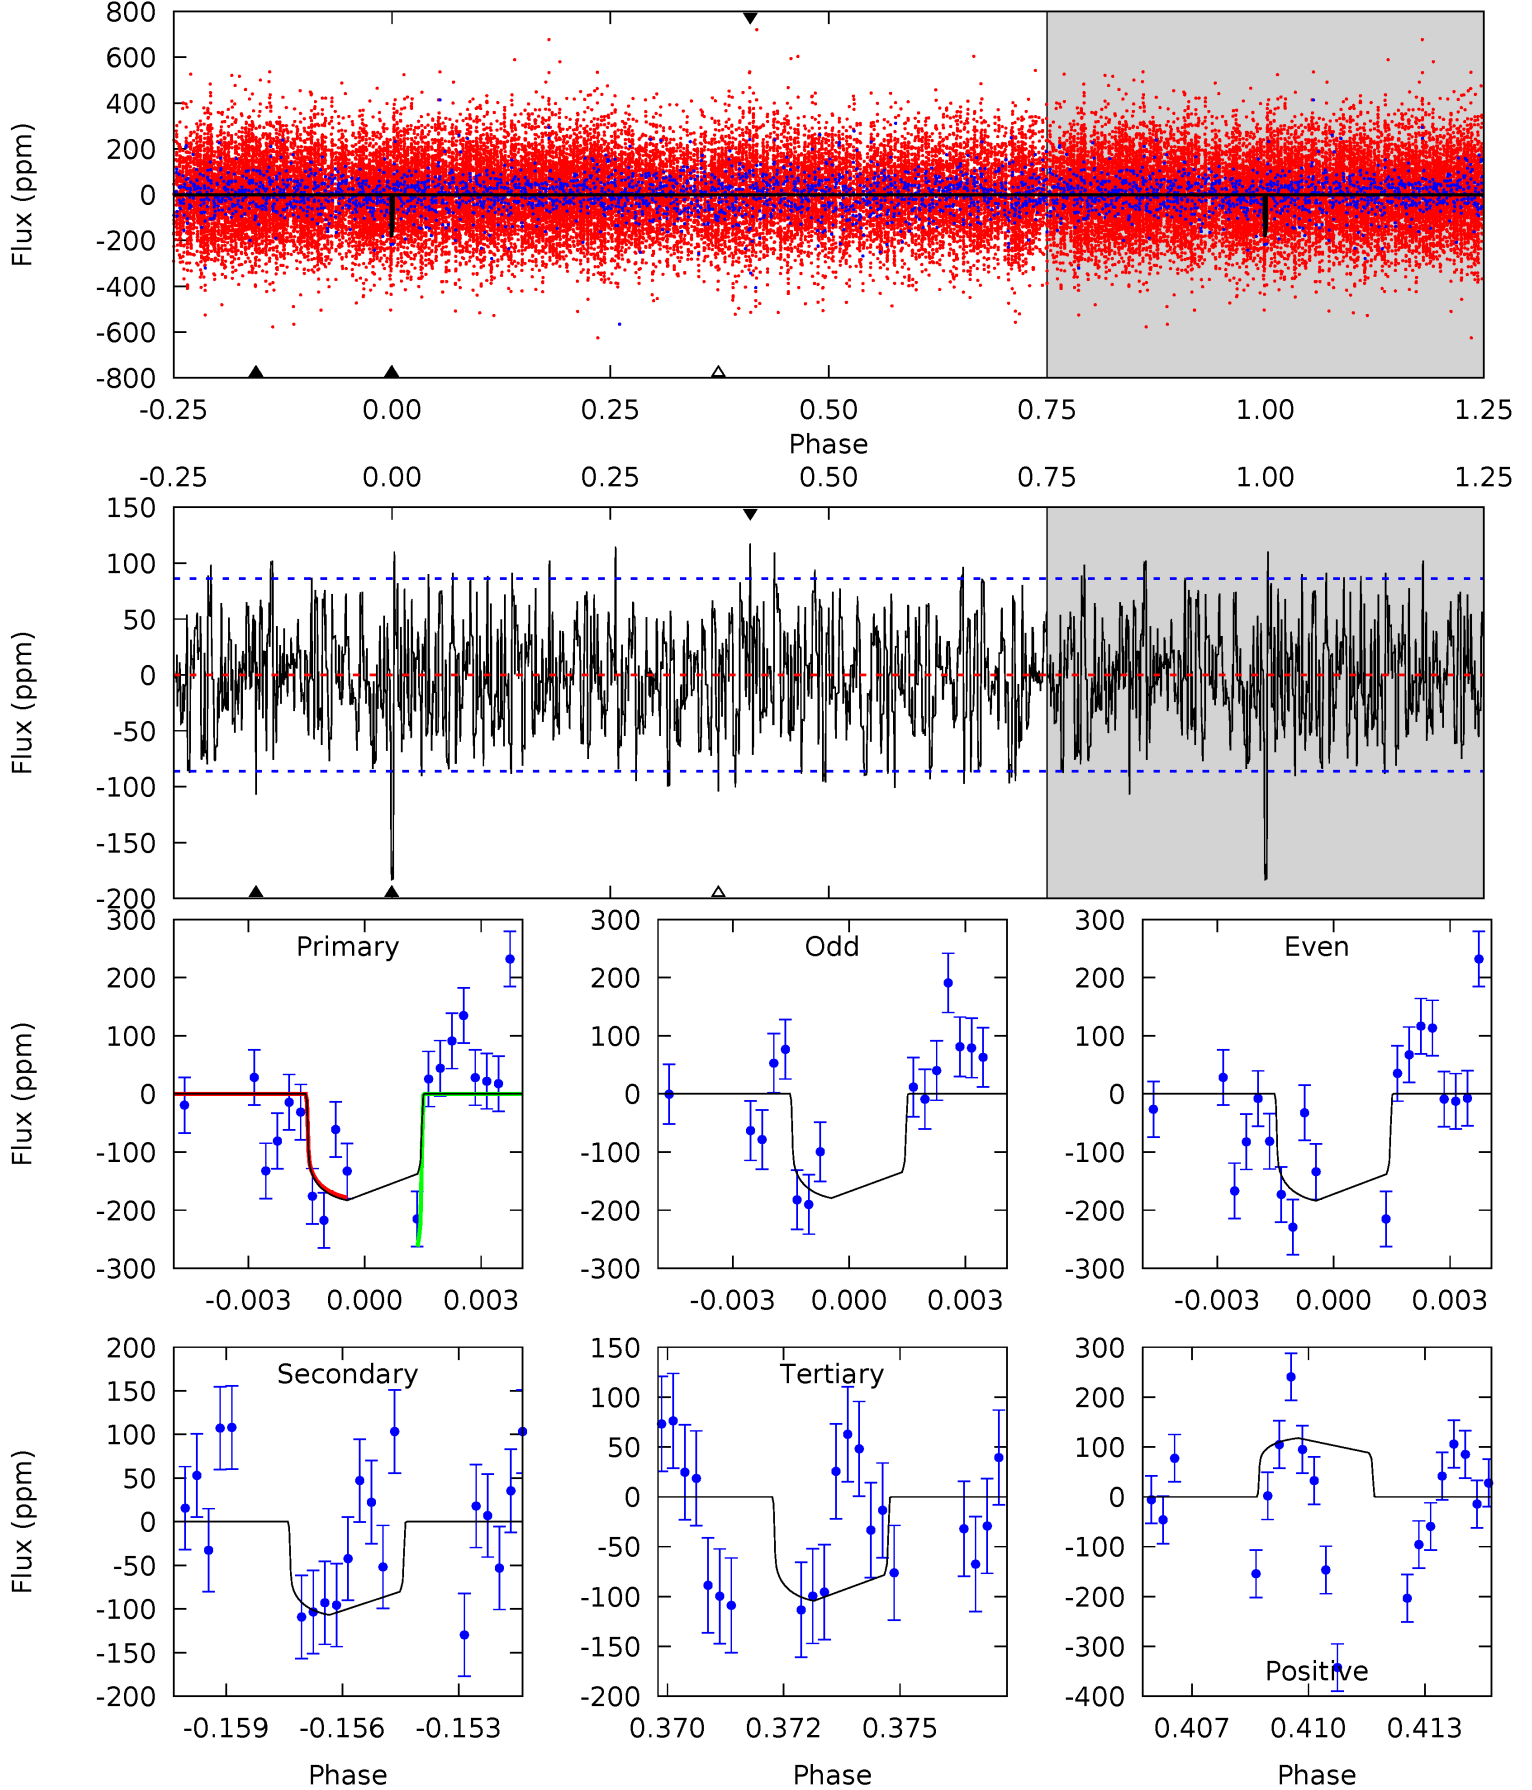 800
600
400
200
0
-200
-400
-600
-800
Flux (ppm)
-0.25 0.00 0.25 0.50 0.75 1.00 1.25
Phase
-0.25 0.00 0.25 0.50 0.75 1.00 1.25
150
100
50
0
-50
-100
-150
-200
Flux (ppm)
Primary Odd Even
300 300 300
200 200 200
100 100 100
0 0 0
-100 -100 -100
-200 -200 -200
-300 -300 -300
Flux (ppm)
-0.003 0.000 0.003 -0.003 0.000 0.003 -0.003 0.000 0.003
Secondary Tertiary Positive
200 150 300
150 100 200
100 50 100
50 0 0
0 -50 -100
-50 -100 -200
-100 -150 -300
-150 -200 -400
-200
Flux (ppm)
-0.159 -0.156 -0.153 0.370 0.372 0.375 0.407 0.410 0.413
Phase Phase Phase